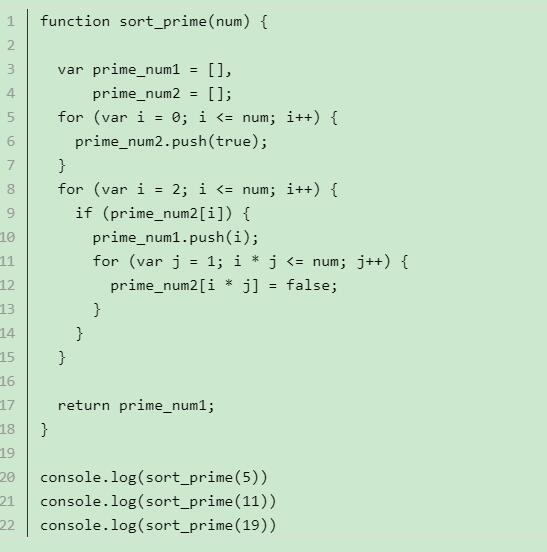 1 function sort_prime(num) {
2
3   var prime_num1 = [],
4       prime_num2 = [];
5   for (var i = 0; i <= num; i++) {
6     prime_num2.push(true);
7   }
8   for (var i = 2; i <= num; i++) {
9     if (prime_num2[i]) {
10       prime_num1.push(i);
11       for (var j = 1; i * j <= num; j++) {
12         prime_num2[i * j] = false;
13       }
14     }
15   }
16
17   return prime_num1;
18 }
19
20 console.log(sort_prime(5))
21 console.log(sort_prime(11))
22 console.log(sort_prime(19))